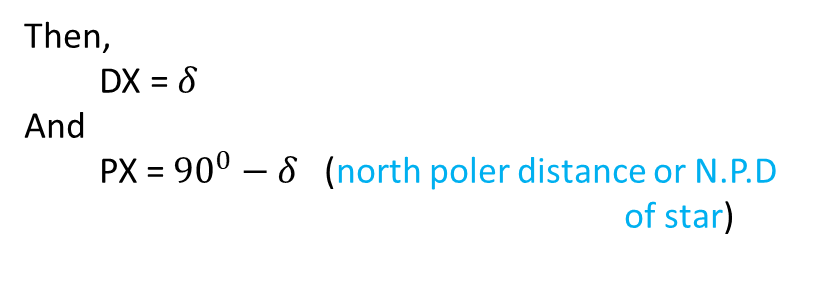 Then,
DX = δ
And
PX = 90⁰ − δ (north poler distance or N.P.D
of star)